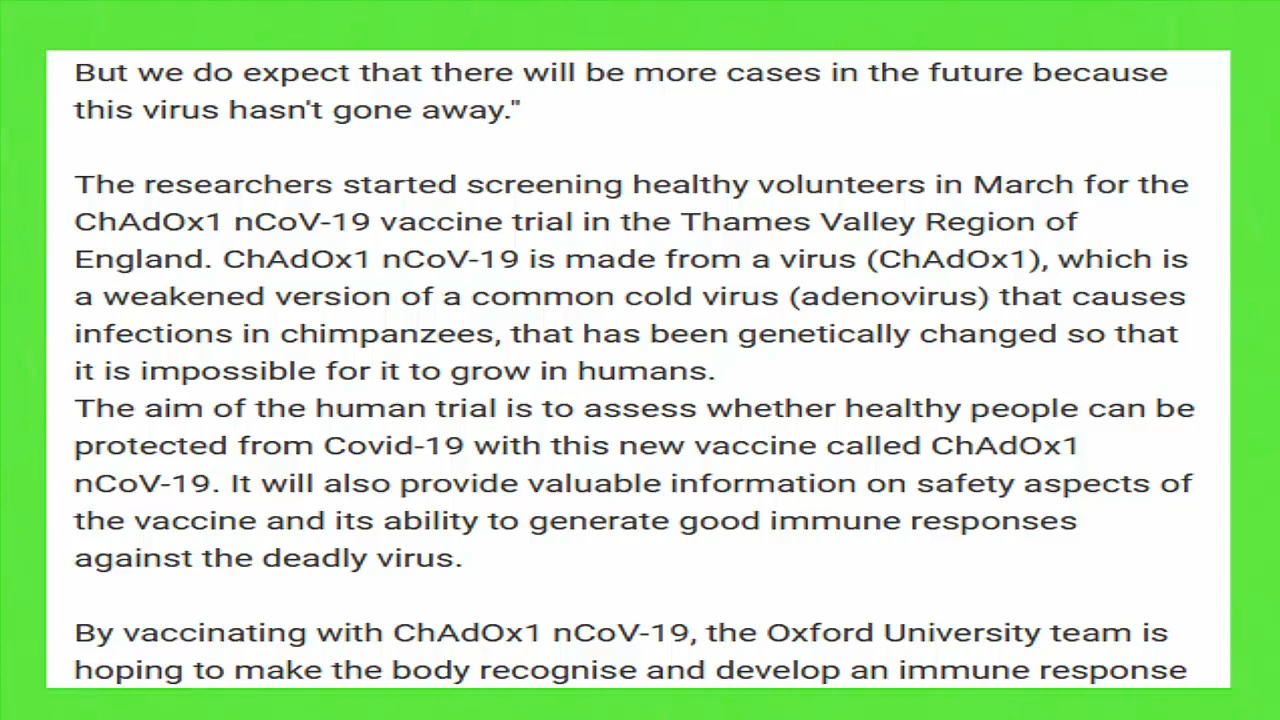 But we do expect that there will be more cases in the future because
this virus hasn't gone away."
The researchers started screening healthy volunteers in March for the
ChAdOx1 nCoV-19 vaccine trial in the Thames Valley Region of
England. ChAdOx1 nCoV-19 is made from a virus (ChAdOx1), which is
a weakened version of a common cold virus (adenovirus) that causes
infections in chimpanzees, that has been genetically changed so that
it is impossible for it to grow in humans.
The aim of the human trial is to assess whether healthy people can be
protected from Covid-19 with this new vaccine called ChAdOx1
nCoV-19. It will also provide valuable information on safety aspects of
the vaccine and its ability to generate good immune responses
against the deadly virus.
By vaccinating with ChAdOx1 nCoV-19, the Oxford University team is
hoping to make the body recognise and develop an immune response